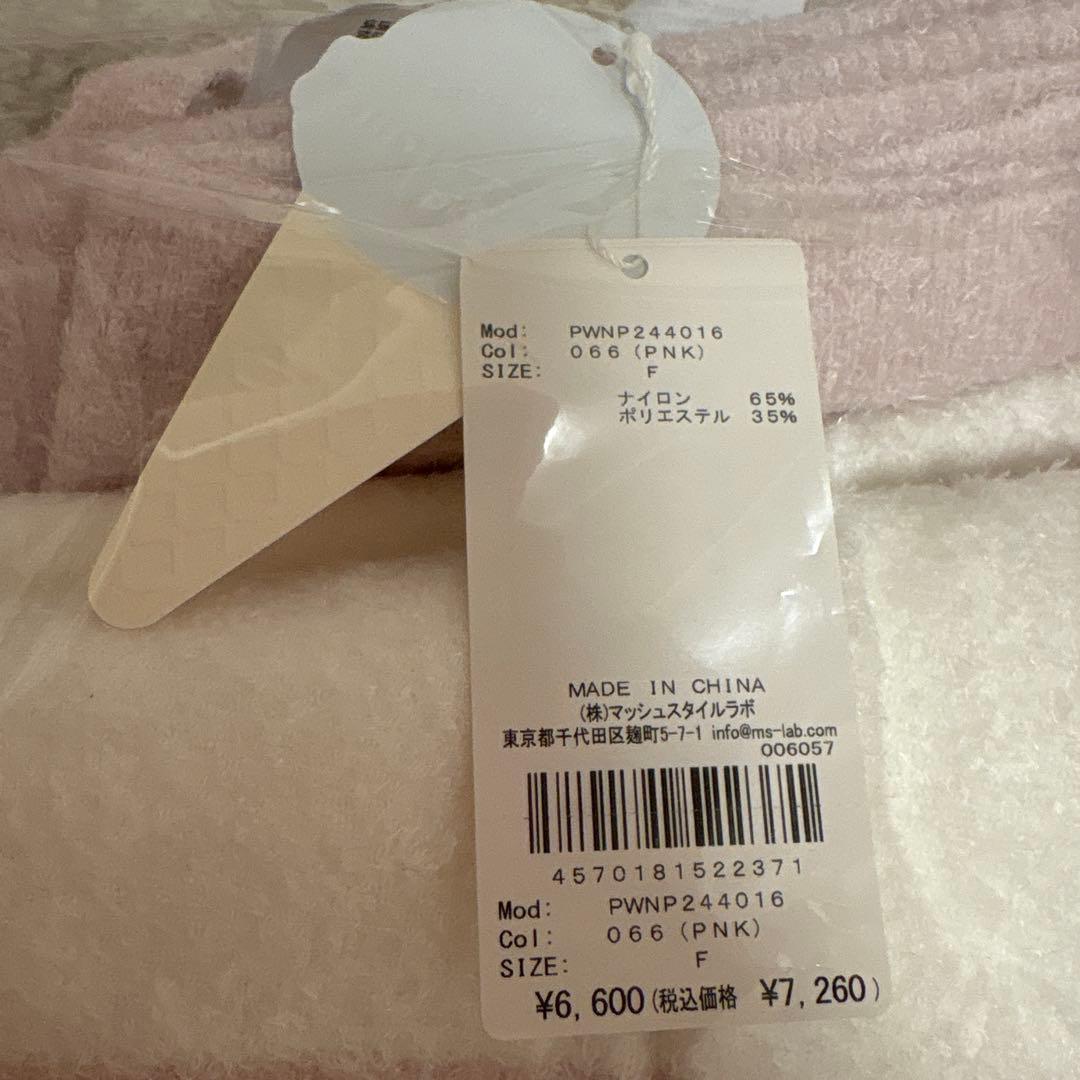 Mod: PWNP244016
Col: 066 (PNK)
SIZE: F
ナイロン 65%
ポリエステル 35%
MADE IN CHINA
(株)マッシュスタイルラボ
東京都千代田区麹町5-7-1 info@ms-lab.com
006057
4570181522371
Mod: PWNP244016
Col: 066 (PNK)
SIZE: F
¥6,600(税込価格 ¥7,260)